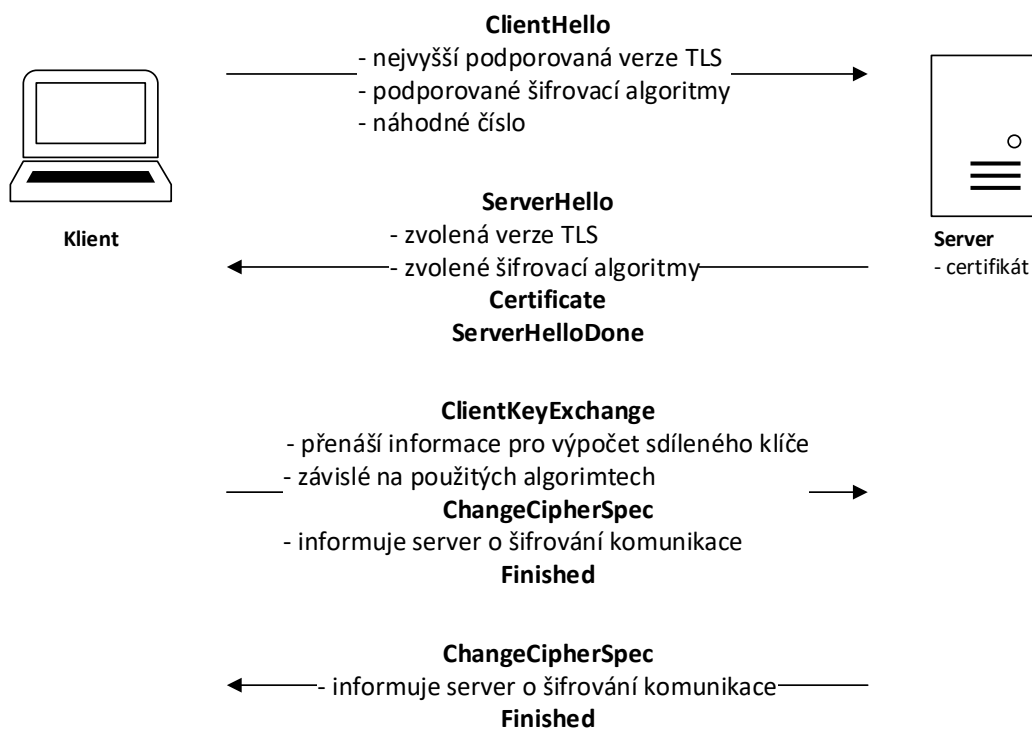 ClientHello
- nejvyšší podporovaná verze TLS
- podporované šifrovací algoritmy
- náhodné číslo
Klient
ServerHello
- zvolená verze TLS
- zvolené šifrovací algoritmy
Certificate
ServerHelloDone
Server
- certifikát
ClientKeyExchange
- přenáší informace pro výpočet sdíleného klíče
- závislé na použitých algorimtech
ChangeCipherSpec
- informuje server o šifrování komunikace
Finished
ChangeCipherSpec
- informuje server o šifrování komunikace
Finished